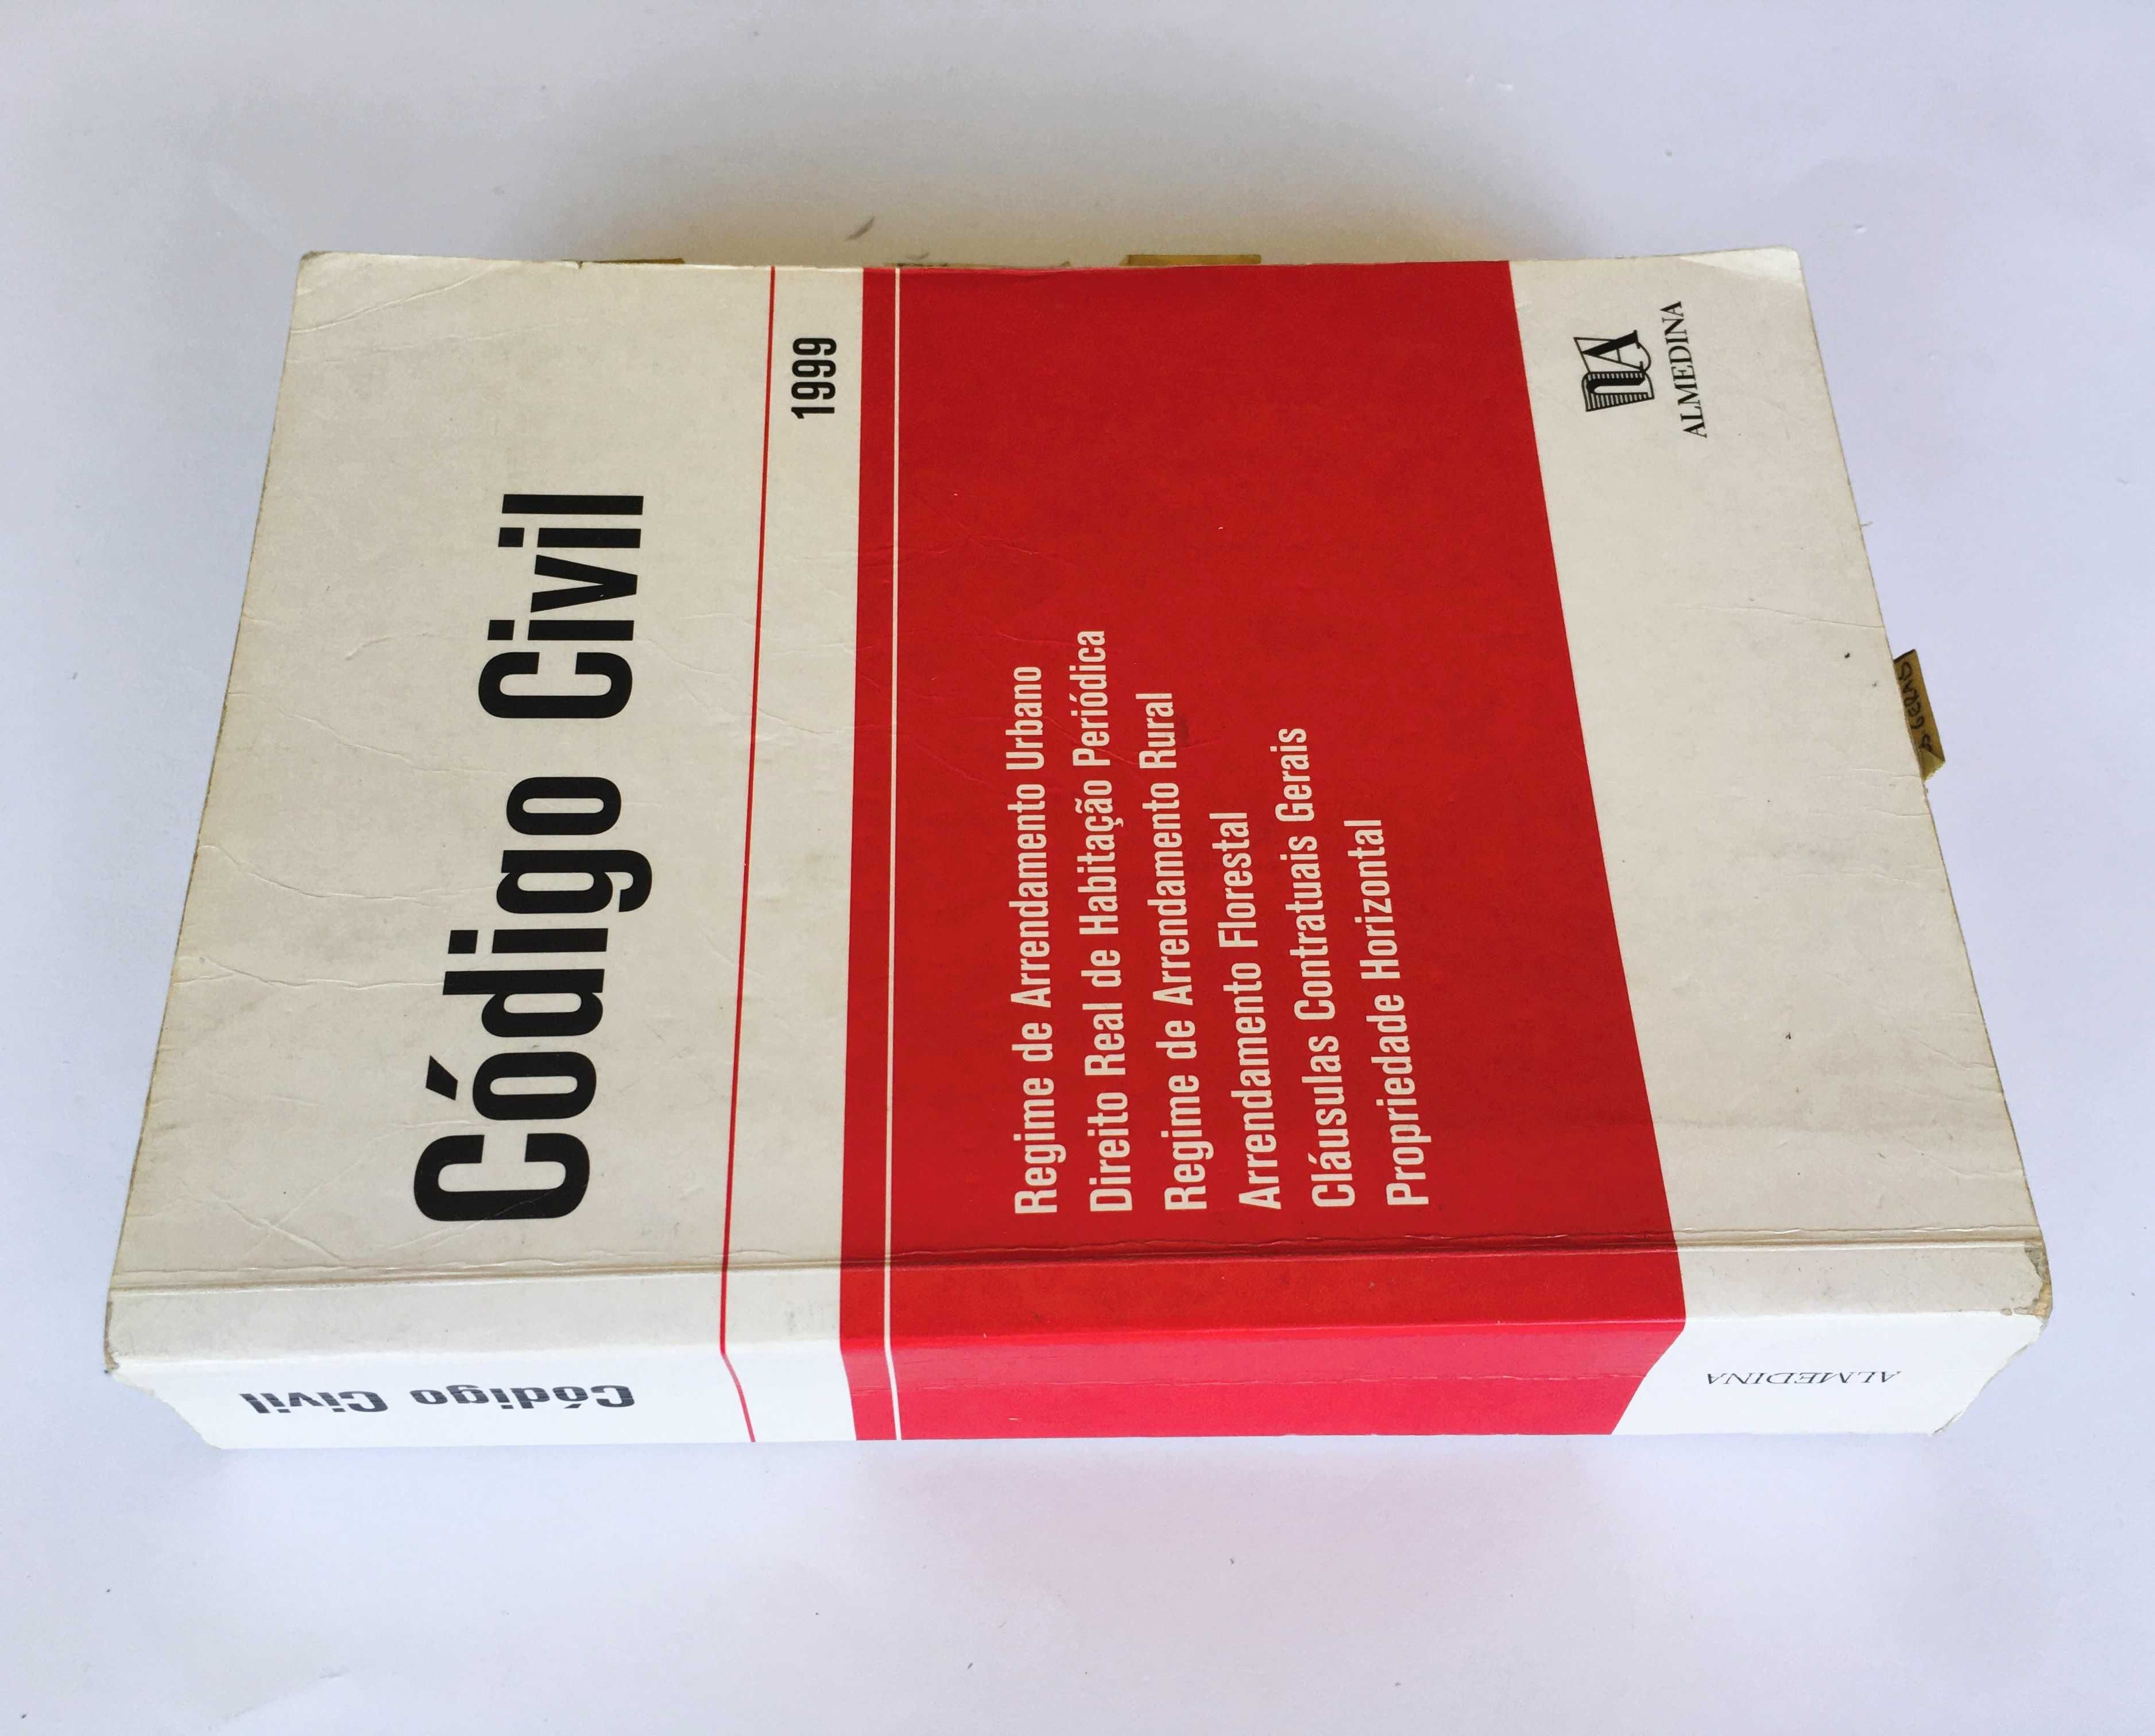 Código Civil
1999
Regime de Arrendamento Urbano
Direito Real de Habitação Periódica
Regime de Arrendamento Rural
Arrendamento Florestal
Cláusulas Contratuais Gerais
Propriedade Horizontal
ALMEDINA
Código Civil
ALMEDINA
GERAIS